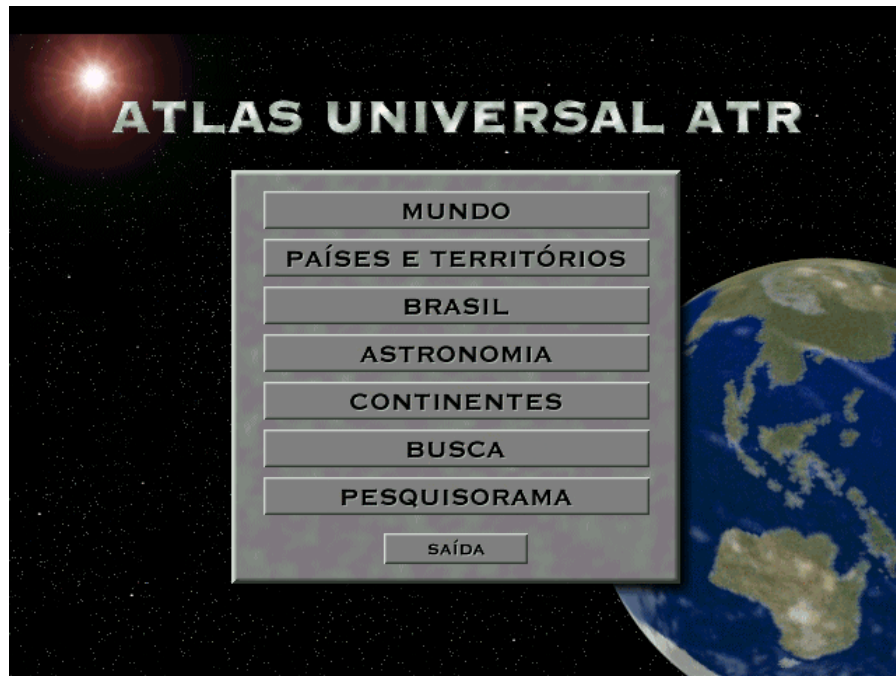 ATLAS UNIVERSAL ATR
MUNDO
PAÍSES E TERRITÓRIOS
BRASIL
ASTRONOMIA
CONTINENTES
BUSCA
PESQUISORAMA
SAÍDA